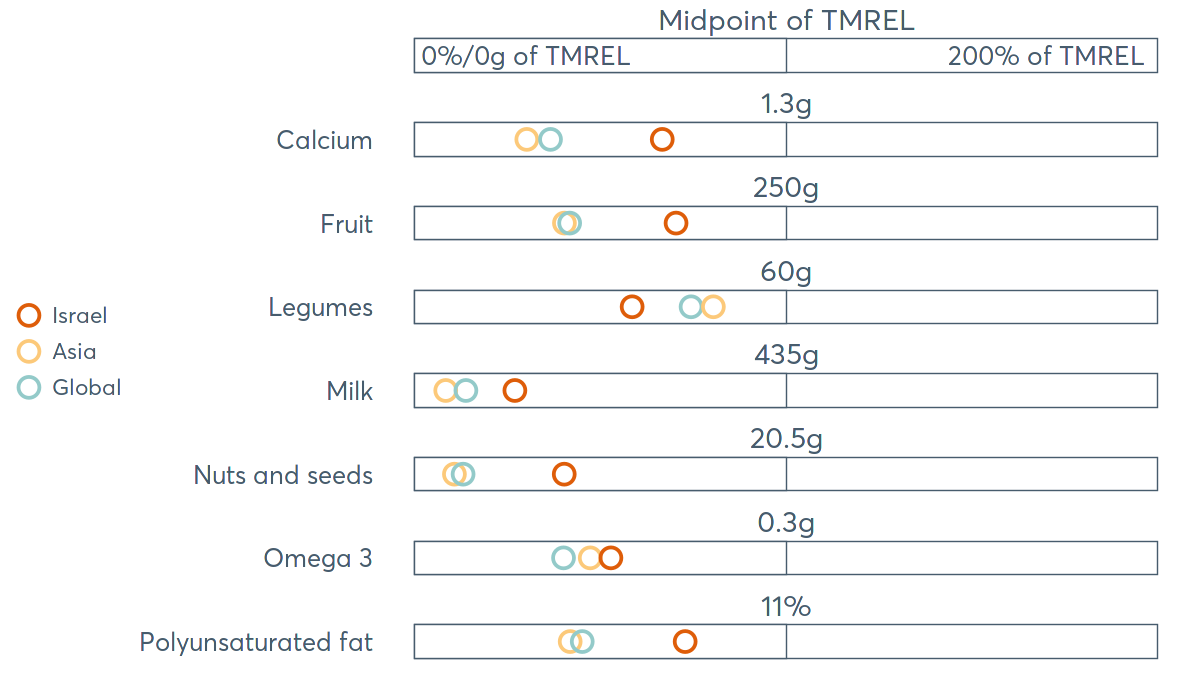 Midpoint of TMREL
0%/0g of TMREL
200% of TMREL
1.3g
Calcium
250g
Fruit
60g
Legumes
435g
Milk
20.5g
Nuts and seeds
0.3g
Omega 3
11%
Polyunsaturated fat
Israel
Asia
Global